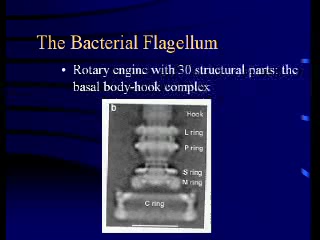 The Bacterial Flagellum
• Rotary engine with 30 structural parts: the
basal body-hook complex
b
Hook
L ring
P ring
S ring
M ring
C ring